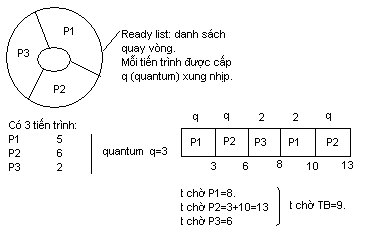 P1
P3
P2
Ready list: danh sách
quay vòng.
Mỗi tiến trình được cấp
q (quantum) xung nhịp.
Có 3 tiến trình:
P1 5
P2 6
P3 2
quantum q=3
q q 2 2 q
P1 P2 P3 P1 P2
3 6 8 10 13
t chờ P1=8.
t chờ P2=3+10=13
t chờ P3=6
t chờ TB=9.